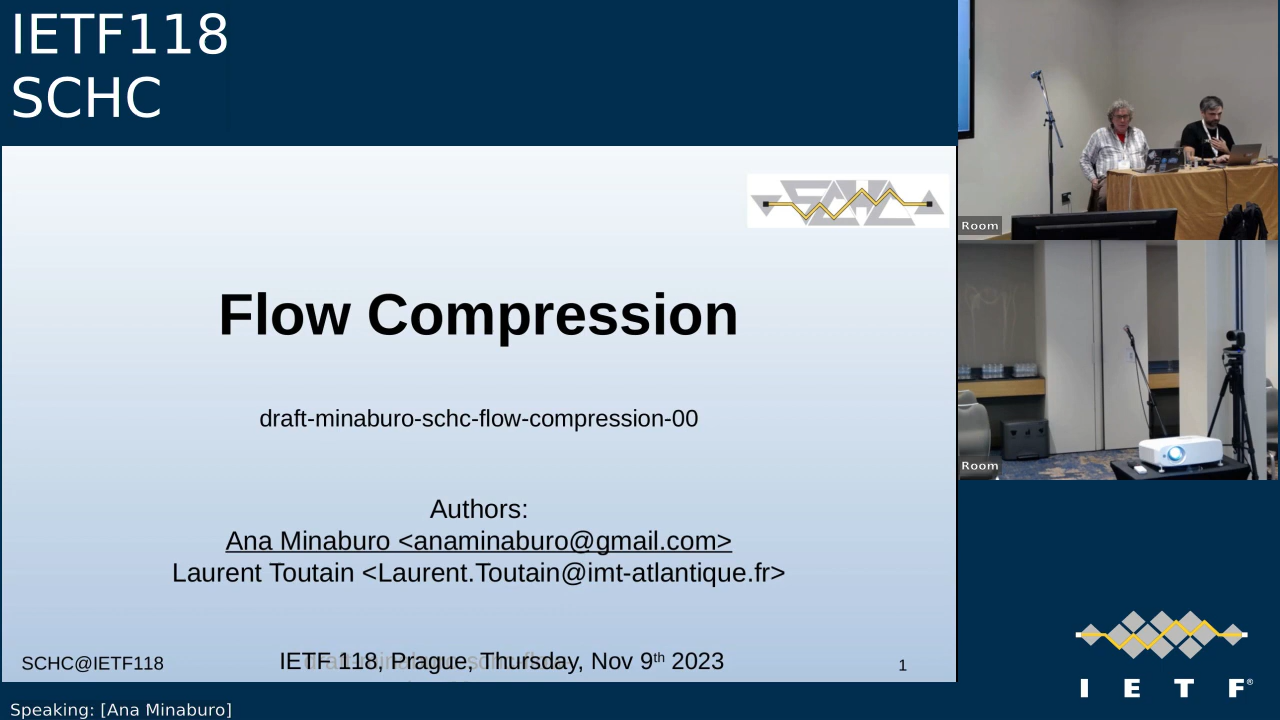 IETF118
SCHC
SCHC
Flow Compression
draft-minaburo-schc-flow-compression-00
Authors:
Ana Minaburo <anaminaburo@gmail.com>
Laurent Toutain <Laurent.Toutain@imt-atlantique.fr>
SCHC@IETF118
IETF 118, Prague, Thursday, Nov 9th 2023
1
Room
Room
I E T F®
Speaking: [Ana Minaburo]